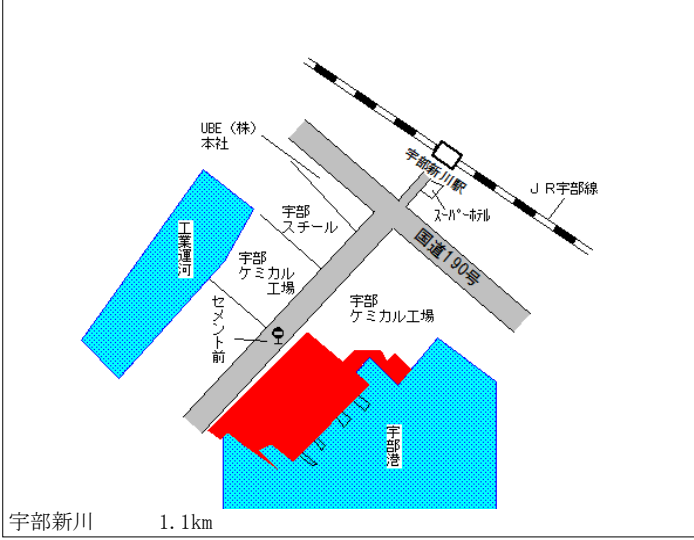 UBE（株）
本社
宇部新川駅
ＪＲ宇部線
スーパーホテル
宇部
スチール
国道190号
工業運河
宇部
ケミカル
工場
セメント前
宇部
ケミカル工場
宇部港
宇部新川 1.1km